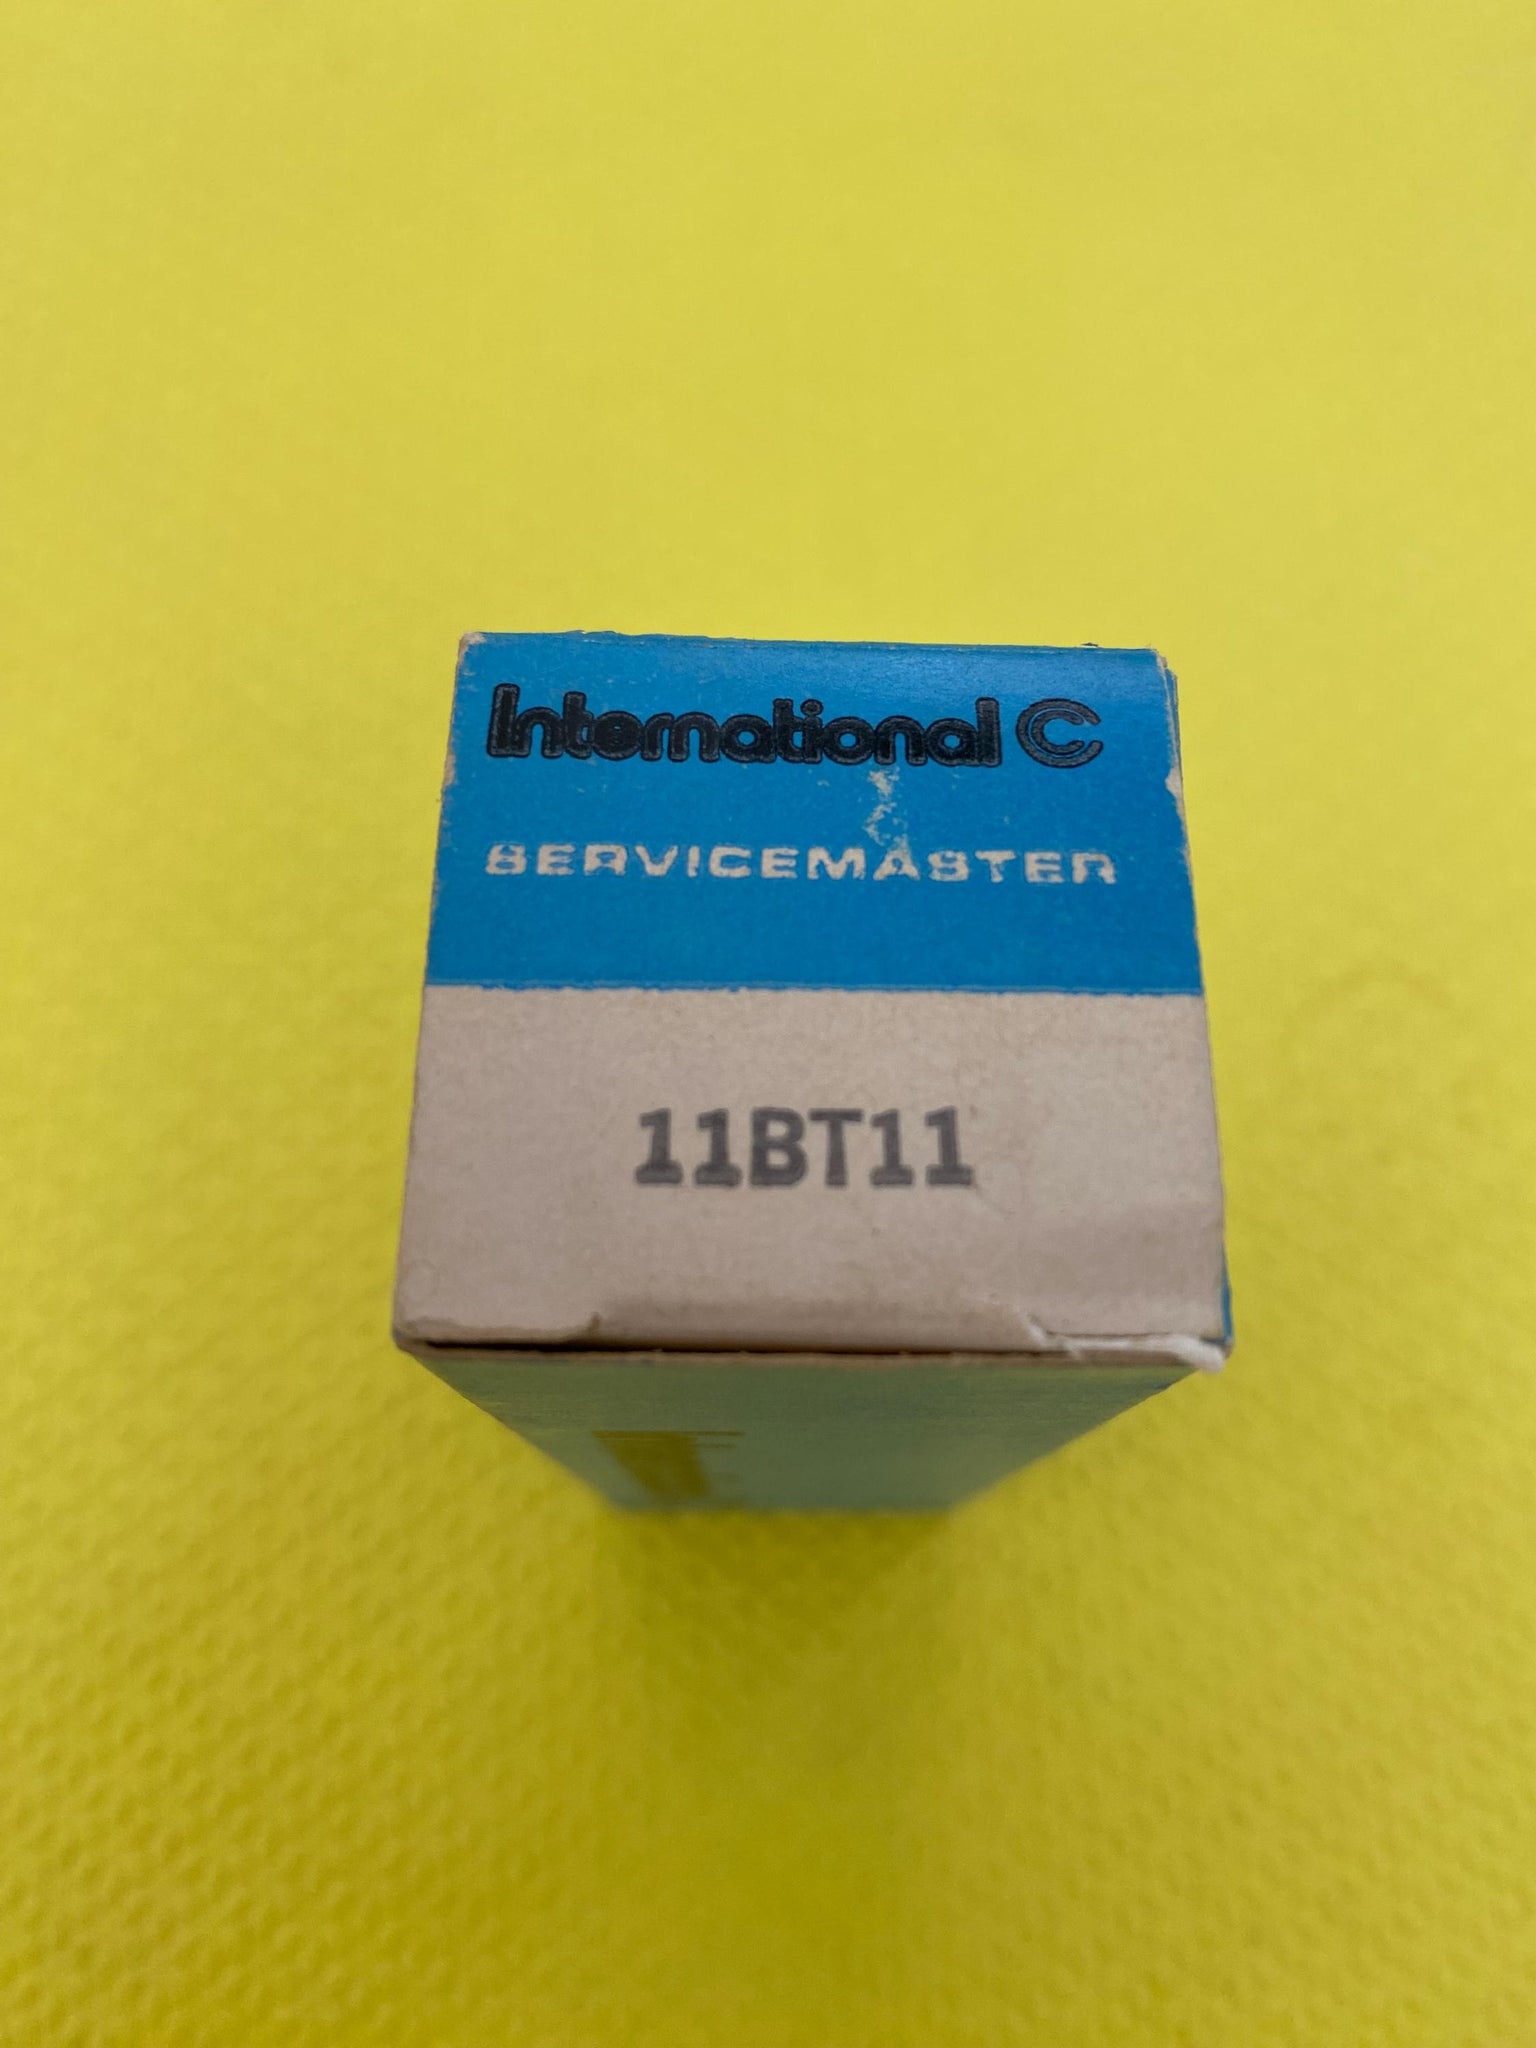 International C
SERVICEMASTER
11BT11